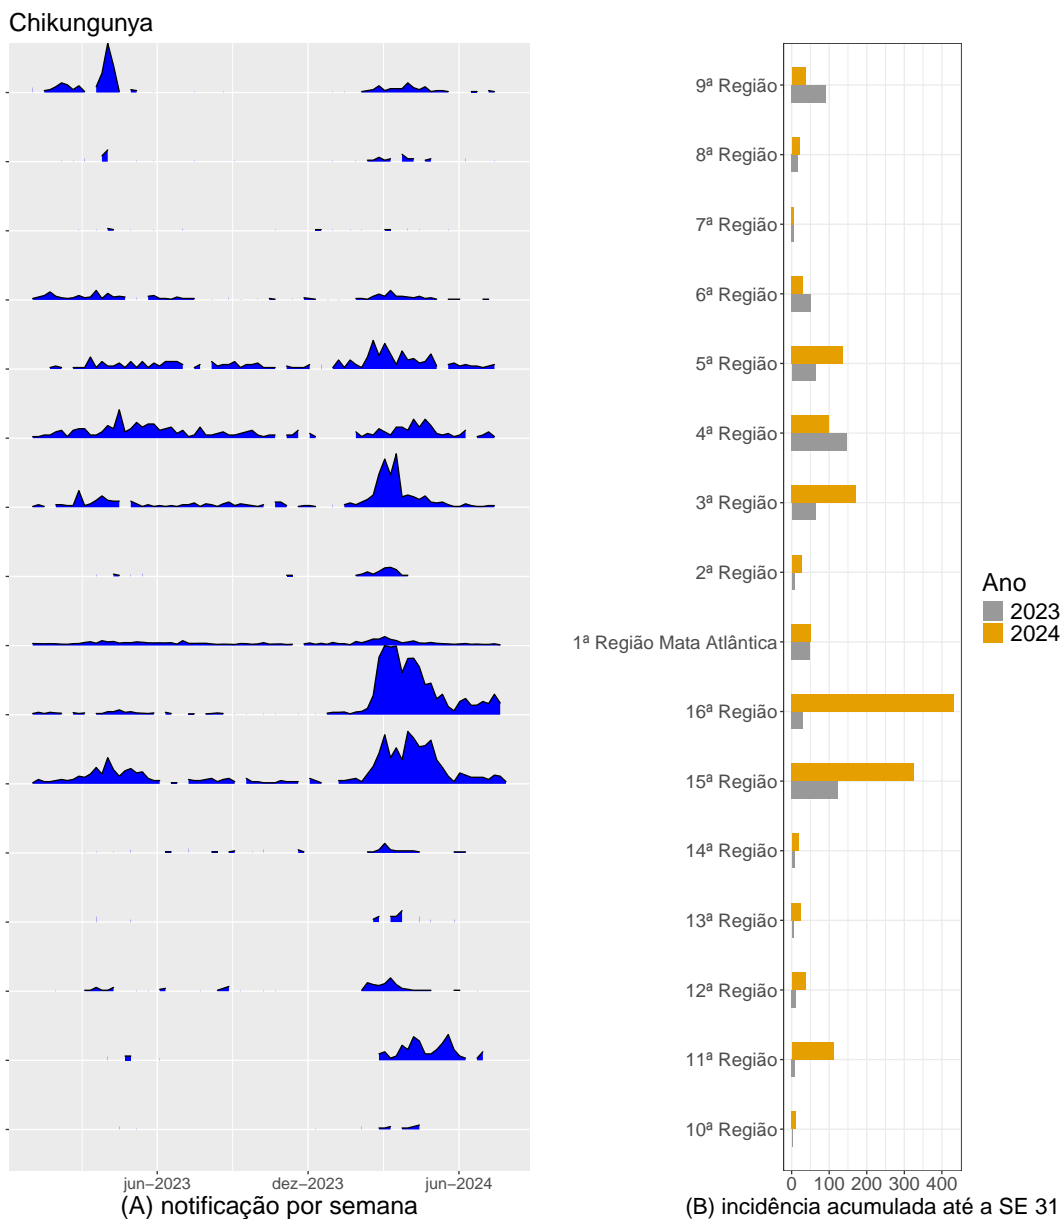 Chikungunya
9ª Região
8ª Região
7ª Região
6ª Região
5ª Região
4ª Região
3ª Região
2ª Região
1ª Região Mata Atlântica
16ª Região
15ª Região
14ª Região
13ª Região
12ª Região
11ª Região
10ª Região
Ano
2023
2024
jun−2023 dez−2023 jun−2024
0 100 200 300 400
(A) notificação por semana
(B) incidência acumulada até a SE 31